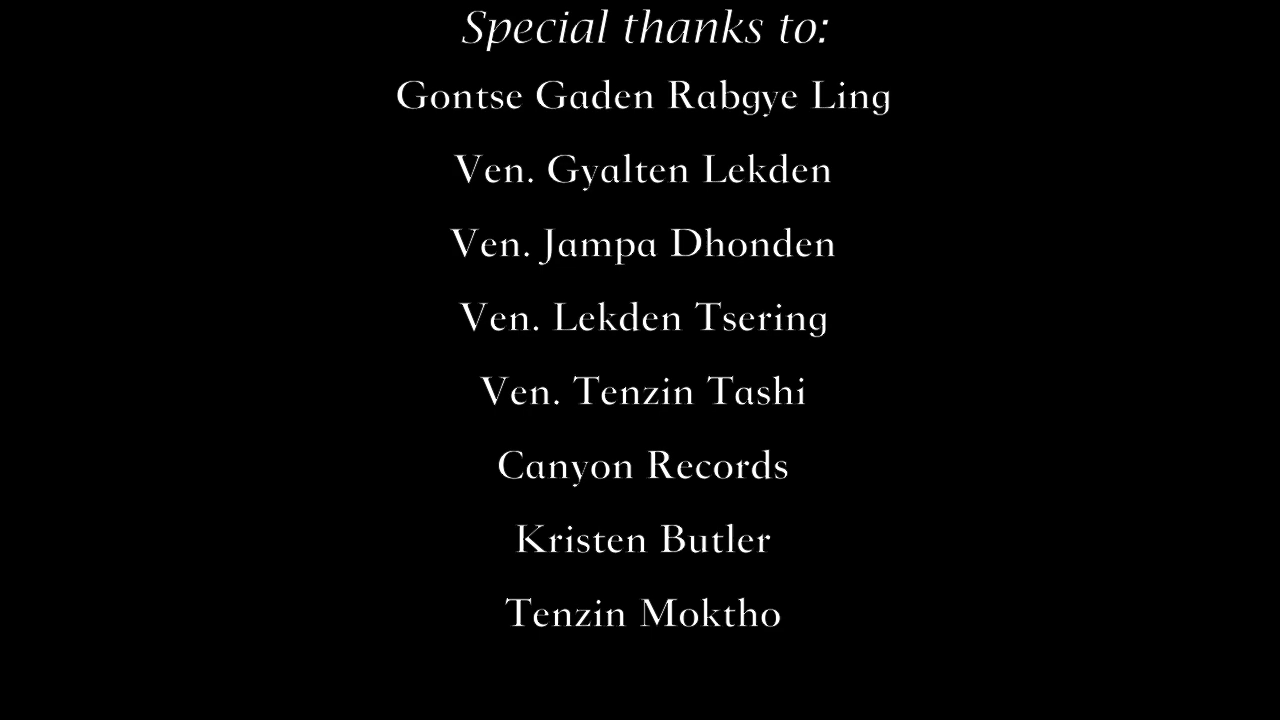 Special thanks to:
Gontse Gaden Rabgye Ling
Ven. Gyalten Lekden
Ven. Jampa Dhonden
Ven. Lekden Tsering
Ven. Tenzin Tashi
Canyon Records
Kristen Butler
Tenzin Moktho